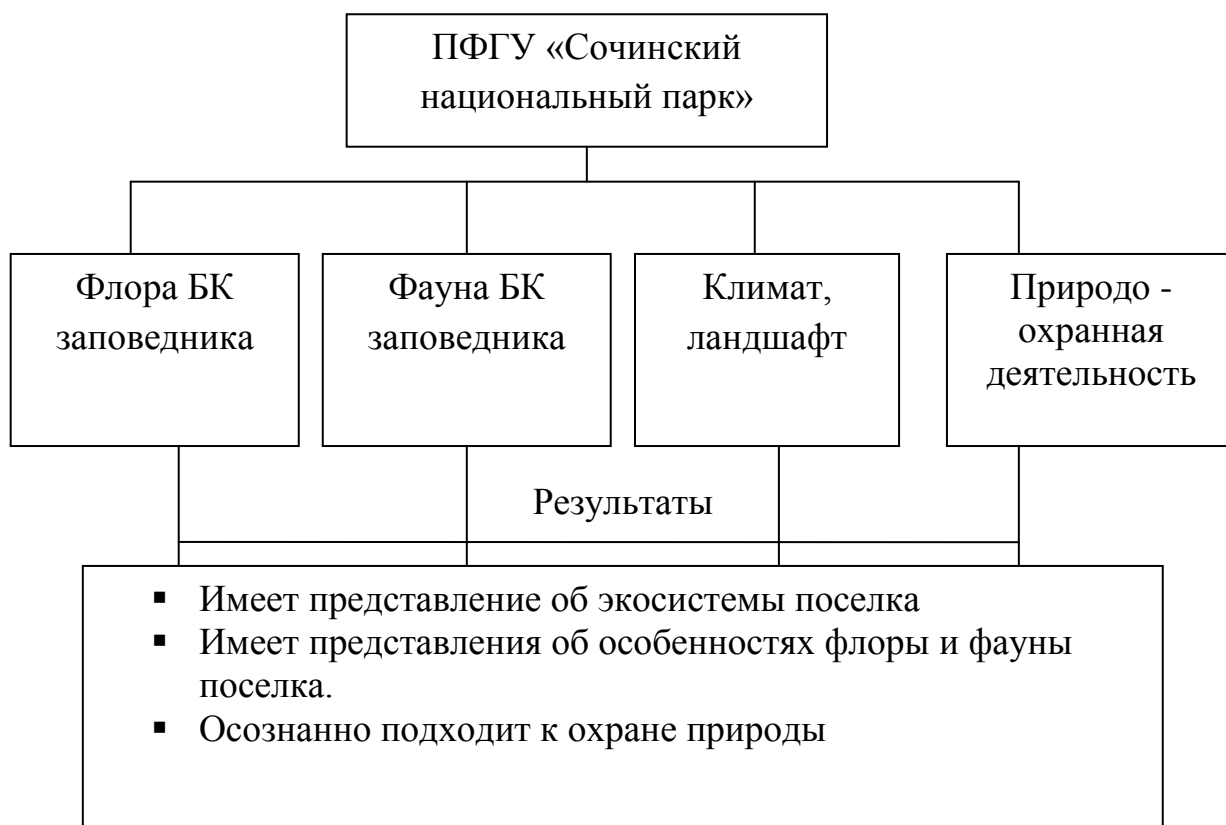 ПФГУ «Сочинский
национальный парк»
Флора БК
заповедника
Фауна БК
заповедника
Климат,
ландшафт
Природо -
охранная
деятельность
Результаты
▪ Имеет представление об экосистемы поселка
▪ Имеет представления об особенностях флоры и фауны
поселка.
▪ Осознанно подходит к охране природы